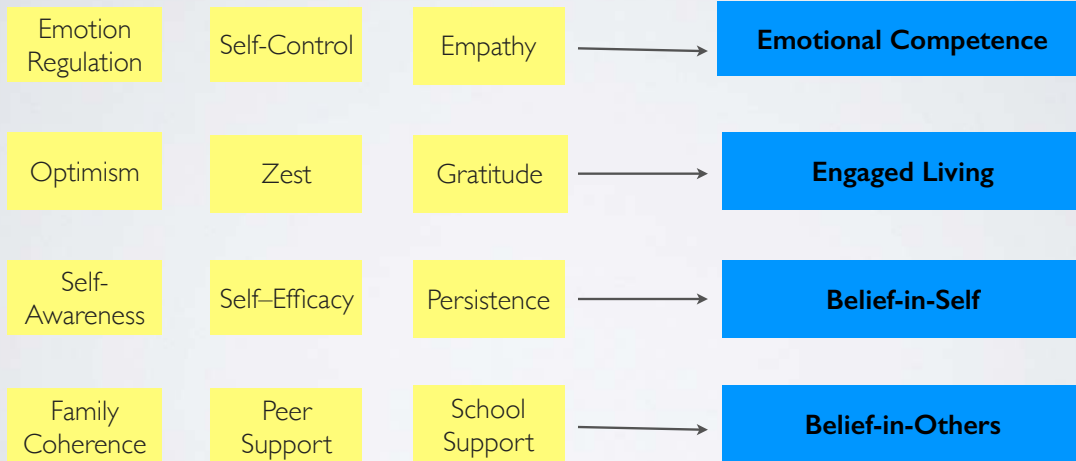 Emotion
Regulation
Self-Control
Empathy
Emotional Competence
Optimism
Zest
Gratitude
Engaged Living
Self-
Awareness
Self–Efficacy
Persistence
Belief-in-Self
Family
Coherence
Peer
Support
School
Support
Belief-in-Others